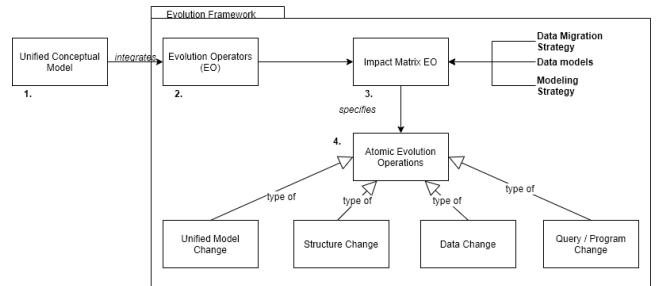 Evolution Framework
Unified Conceptual
Model
1.
integrates
Evolution Operators
(EO)
2.
Impact Matrix EO
3.
Data Migration
Strategy
Data models
Modeling
Strategy
specifies
4.
Atomic Evolution
Operations
type of
type of
type of
type of
Unified Model
Change
Structure Change
Data Change
Query / Program
Change